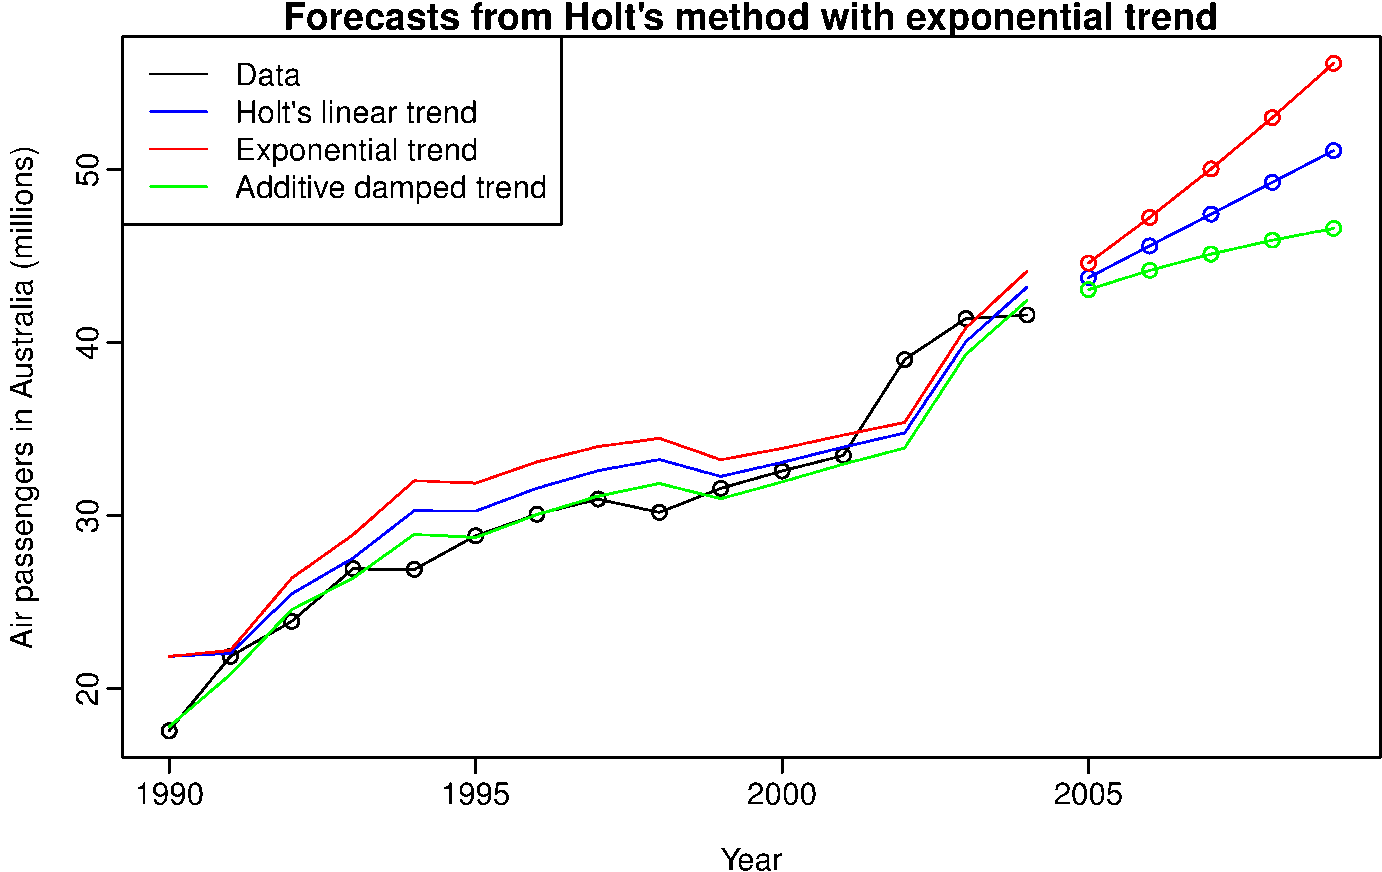 Forecasts from Holt's method with exponential trend
Data
Holt's linear trend
Exponential trend
Additive damped trend
Air passengers in Australia (millions)
50
40
30
20
1990 1995 2000 2005
Year